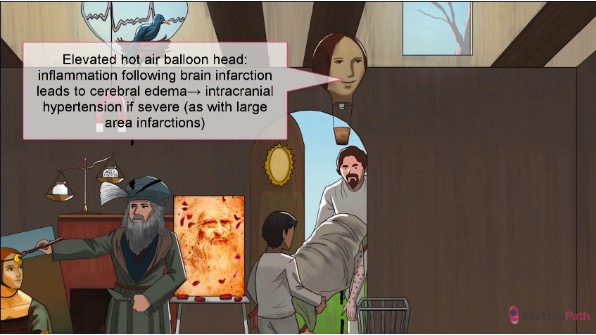 Elevated hot air balloon head:
inflammation following brain infarction
leads to cerebral edema→ intracranial
hypertension if severe (as with large
area infarctions)
SketchyPath